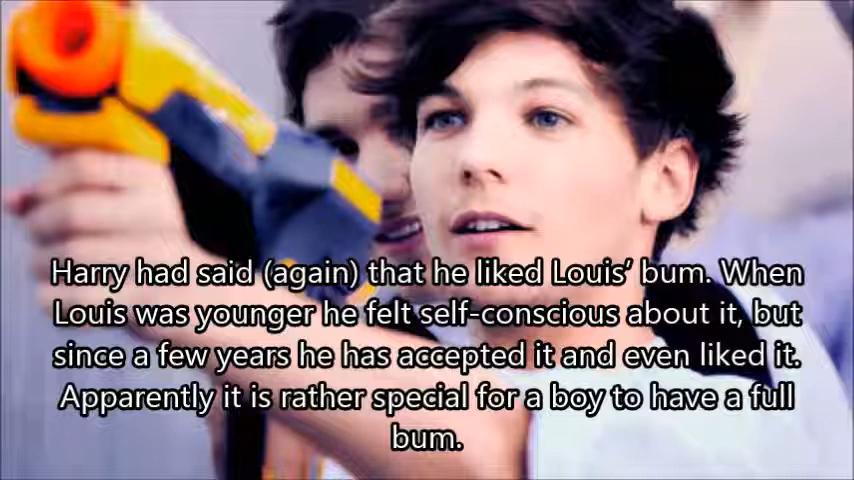 Harry had said (again) that he liked Louis’ bum. When
Louis was younger he felt self-conscious about it, but
since a few years he has accepted it and even liked it.
Apparently it is rather special for a boy to have a full
bum.